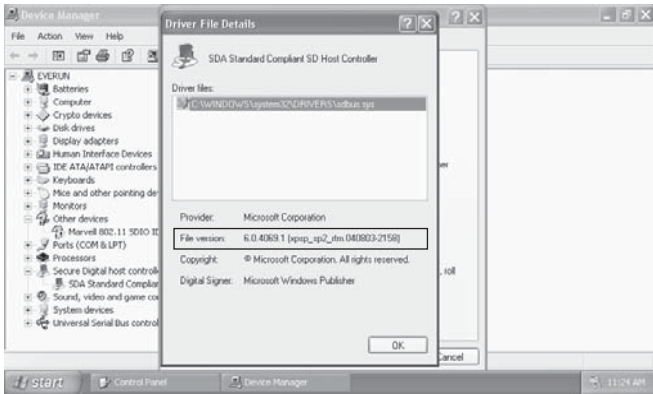 Device Manager
File Action View Help
EVERUN
Batteries
Computer
Crypto devices
Disk drives
Display adapters
Human Interface Devices
IDE ATA/ATAPI controllers
Keyboards
Mice and other pointing de
Monitors
Other devices
Marvell 802.11 SDIO ID
Ports (COM & LPT)
Processors
Secure Digital host controll
SDA Standard Complian
Sound, video and game co
System devices
Universal Serial Bus control
Driver File Details
SDA Standard Compliant SD Host Controller
Driver files:
C:\WINDOWS\system32\DRIVERS\sdbus.sys
Provider: Microsoft Corporation
File version: 6.0.4069.1 (xpsp_sp2_rtm.040803-2158)
Copyright: © Microsoft Corporation. All rights reserved.
Digital Signer: Microsoft Windows Publisher
OK
er
, roll
Cancel
start
Control Panel
Device Manager
11:24 AM